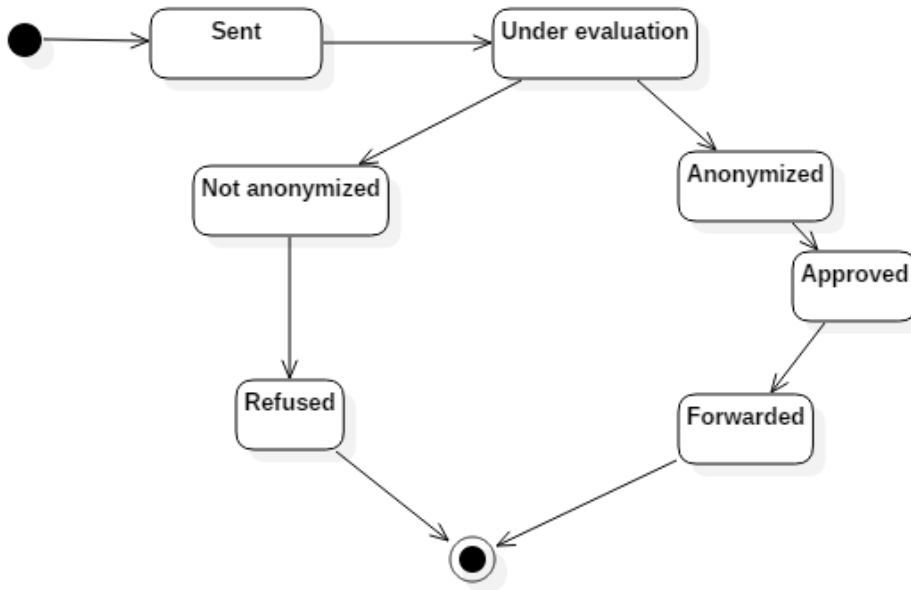 Sent
Under evaluation
Not anonymized
Anonymized
Approved
Refused
Forwarded